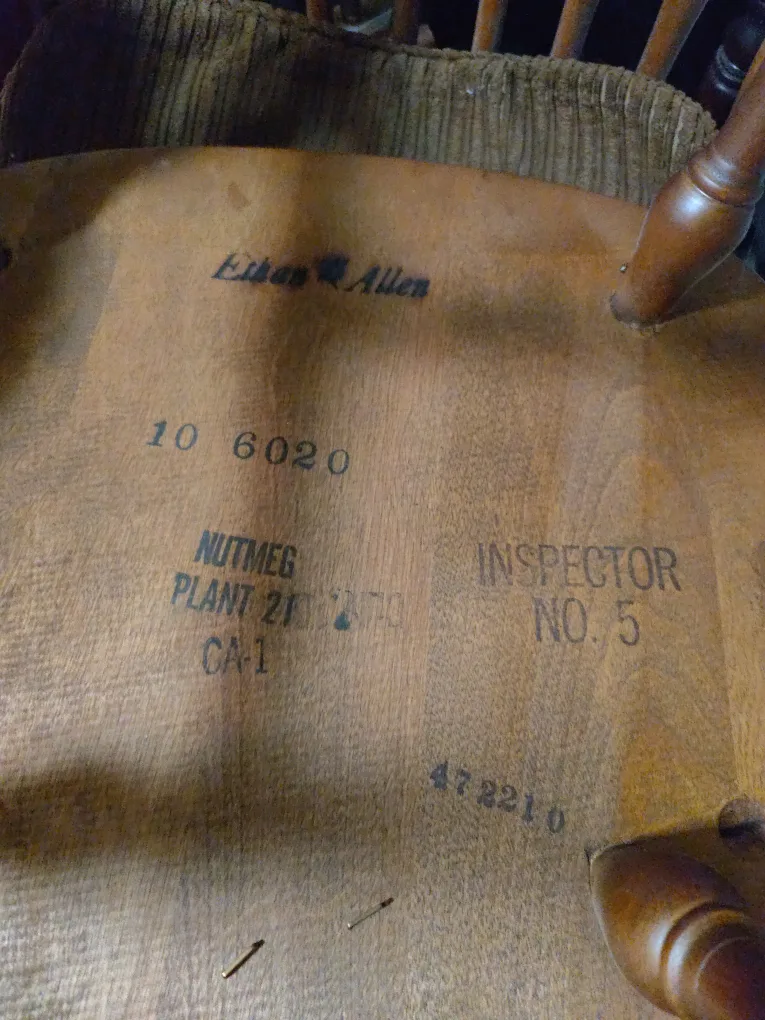 Ethan Allen
10 6020
NUTMEG
PLANT
CA-1
INSPECTOR
NO. 5
472210